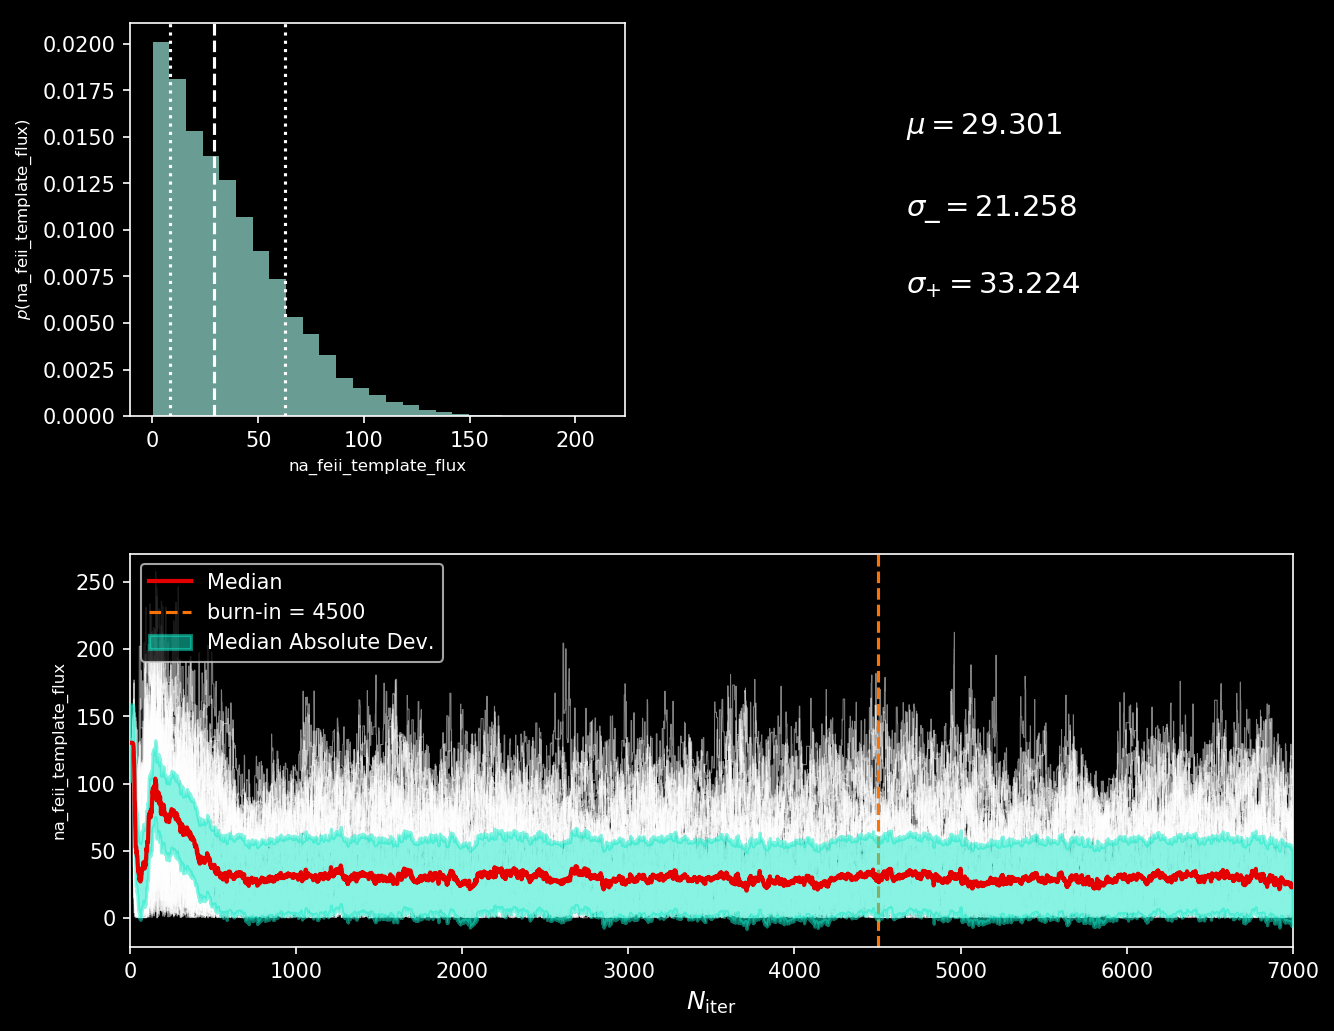 0.0200
0.0175
0.0150
0.0125
0.0100
0.0075
0.0050
0.0025
0.0000
p(na_feii_template_flux)
0 50 100 150 200
na_feii_template_flux
μ = 29.301
σ_ = 21.258
σ+ = 33.224
Median
burn-in = 4500
Median Absolute Dev.
250
200
150
100
50
0
na_feii_template_flux
0 1000 2000 3000 4000 5000 6000 7000
Niter